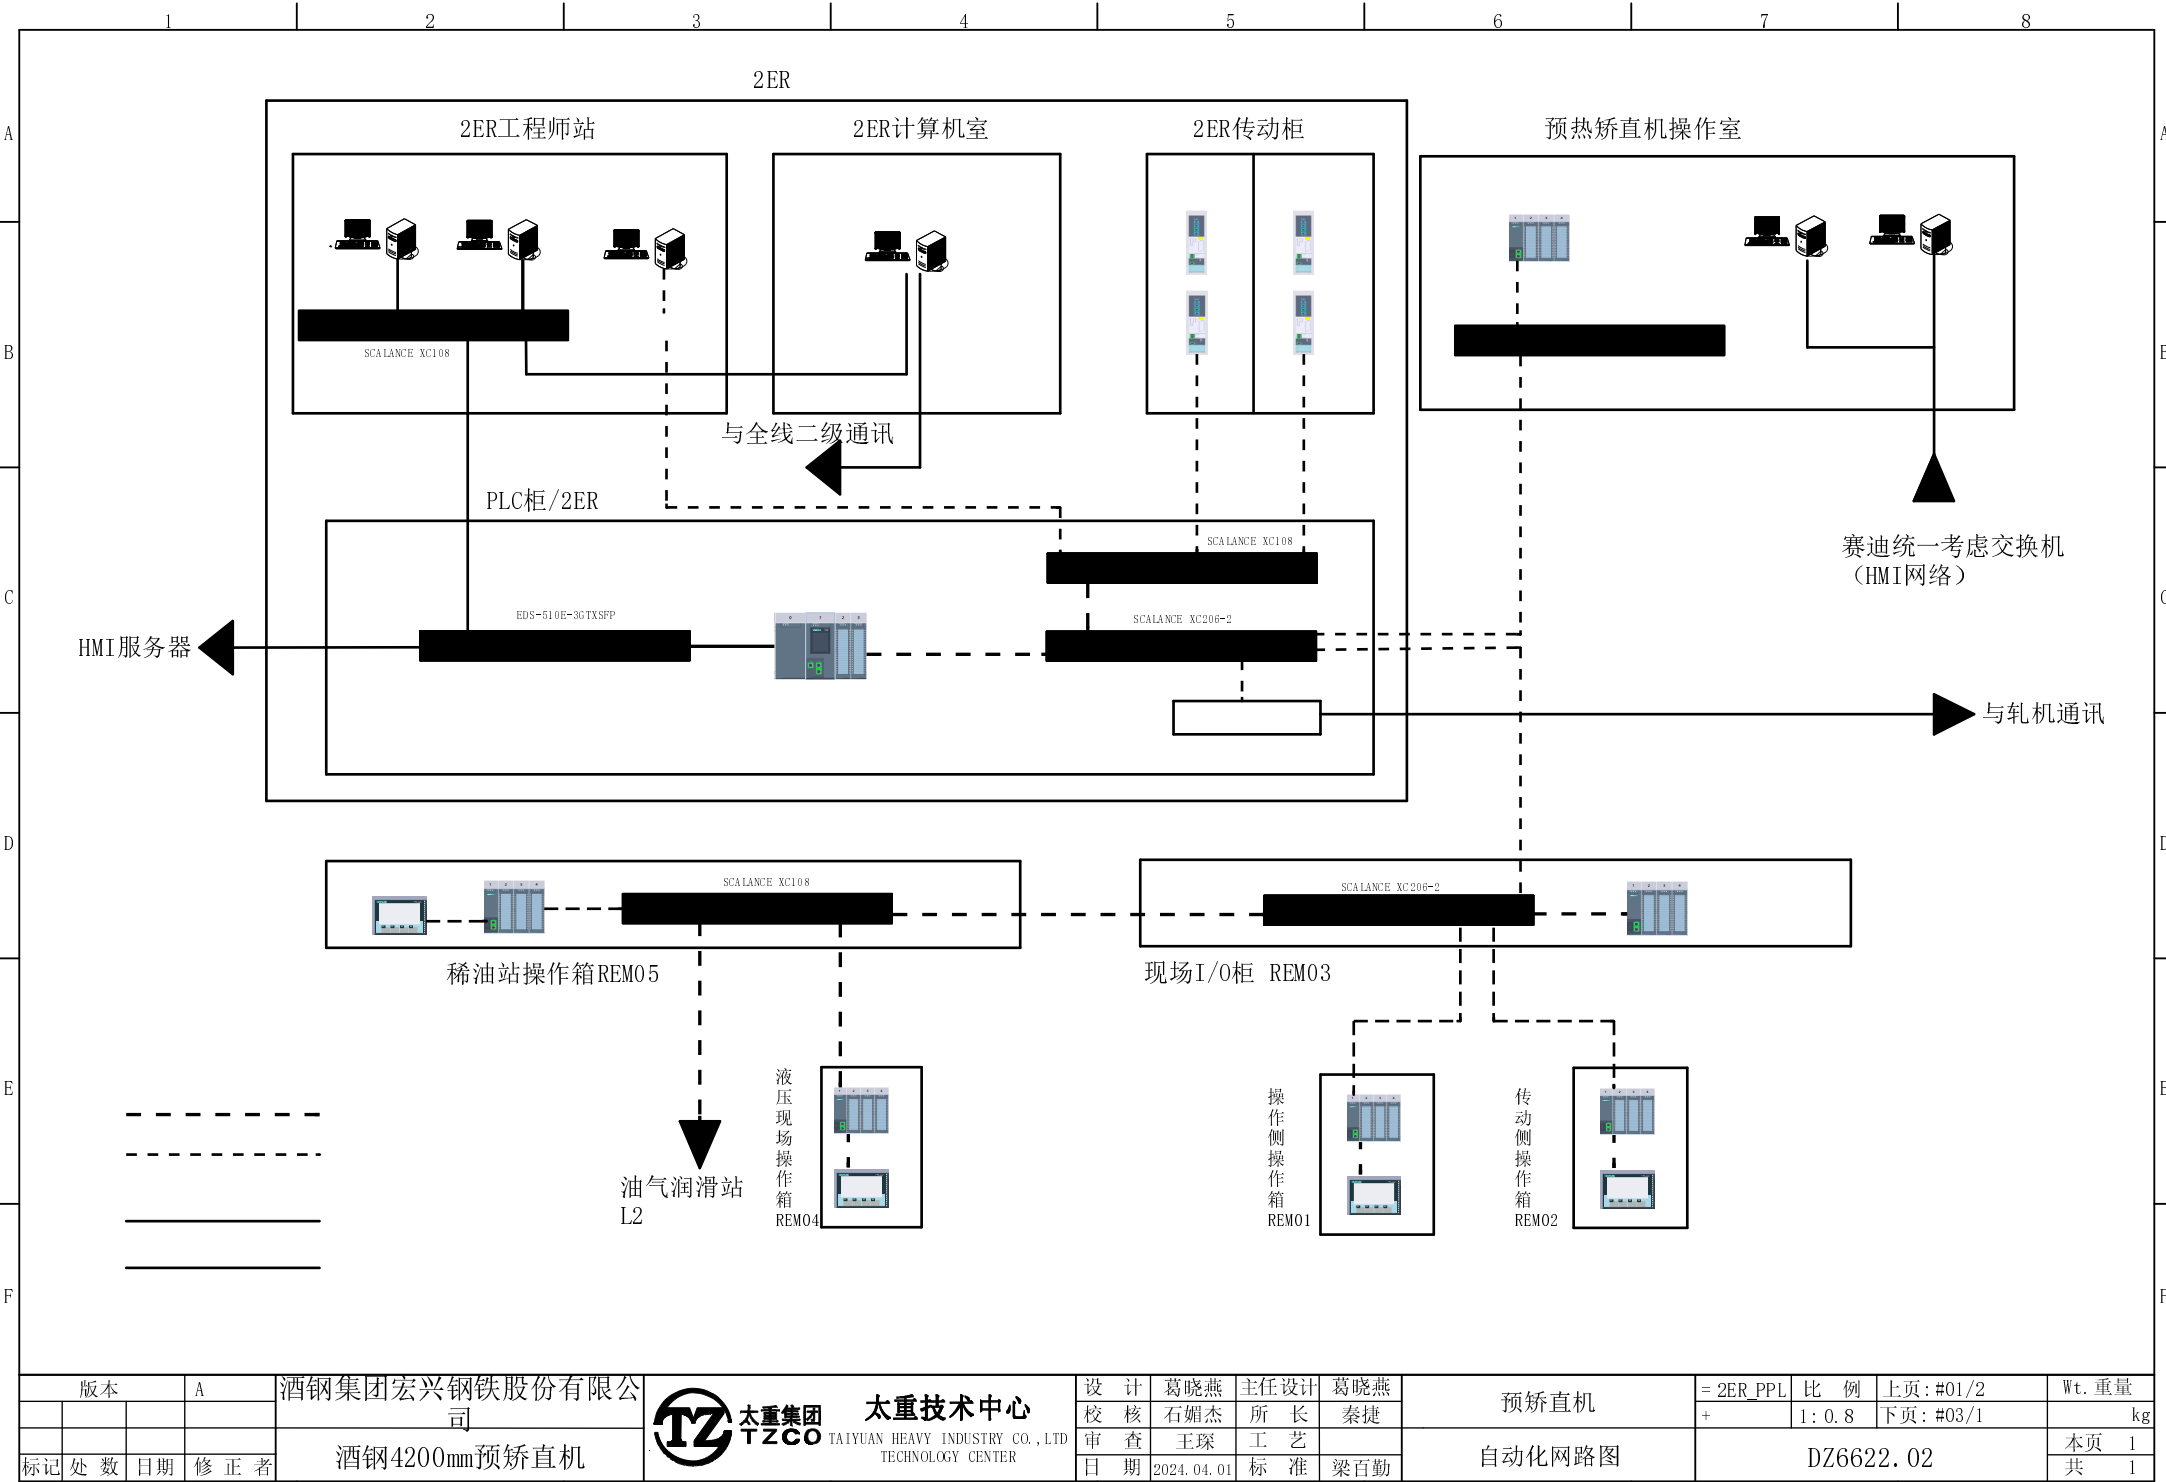 1 2 3 4 5 6 7 8
2ER
A
2ER工程师站
2ER计算机室
2ER传动柜
预热矫直机操作室
A
B
SCALANCE XC108
B
与全线二级通讯
PLC柜/2ER
SCALANCE XC108
赛迪统一考虑交换机
（HMI网络）
C
C
EDS-510E-3GTXSFP
SCALANCE XC206-2
HMI服务器
与轧机通讯
D
D
SCALANCE XC108
SCALANCE XC206-2
稀油站操作箱REM05
现场I/O柜 REM03
E
E
液
压
现
场
操
作
箱
REM04
操
作
侧
操
作
箱
REM01
传
动
侧
操
作
箱
REM02
油气润滑站
L2
F
F
版本 A
标记 处 数 日期 修 正 者
酒钢集团宏兴钢铁股份有限公
司
酒钢4200mm预矫直机
TZ
太重集团
TZCO
太重技术中心
TAIYUAN HEAVY INDUSTRY CO.,LTD
TECHNOLOGY CENTER
设 计 葛晓燕 主任设计 葛晓燕
校 核 石媚杰 所 长 秦捷
审 查 王琛 工 艺
日 期 2024.04.01 标 准 梁百勤
预矫直机
自动化网路图
= 2ER_PPL 比 例 上页:#01/2 Wt.重量
+ 1:0.8 下页:#03/1 kg
DZ6622.02
本页 1
共 1